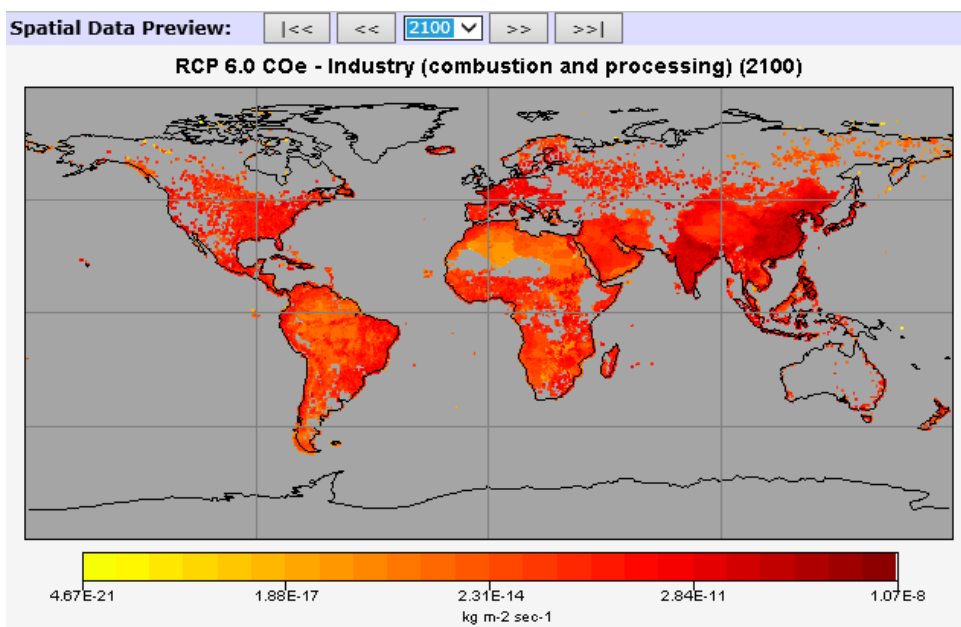 Spatial Data Preview: |<< << 2100 >> >>|
RCP 6.0 COe - Industry (combustion and processing) (2100)
4.67E-21 1.88E-17 2.31E-14 2.84E-11 1.07E-8
kg m-2 sec-1